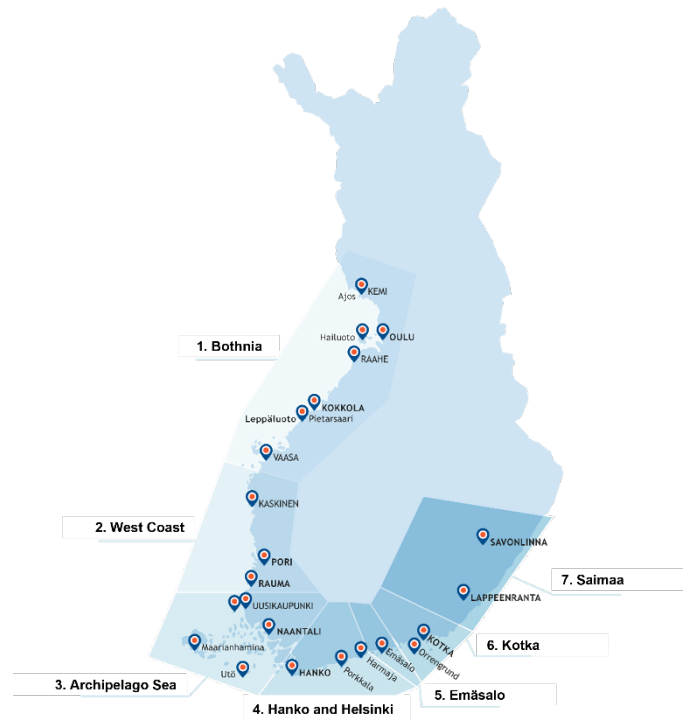 KEMI
Ajos
Hailuoto
OULU
1. Bothnia
RAAHE
KOKKOLA
Leppäluoto Pietarsaari
VAASA
KASKINEN
2. West Coast
SAVONLINNA
PORI
RAUMA
7. Saimaa
LAPPEENRANTA
UUSIKAUPUNKI
NAANTALI
KOTKA
Maarianhamina
6. Kotka
Orrengrund
Emäsalo
Harmaja
Porkkala
HANKO
Utö
3. Archipelago Sea
5. Emäsalo
4. Hanko and Helsinki